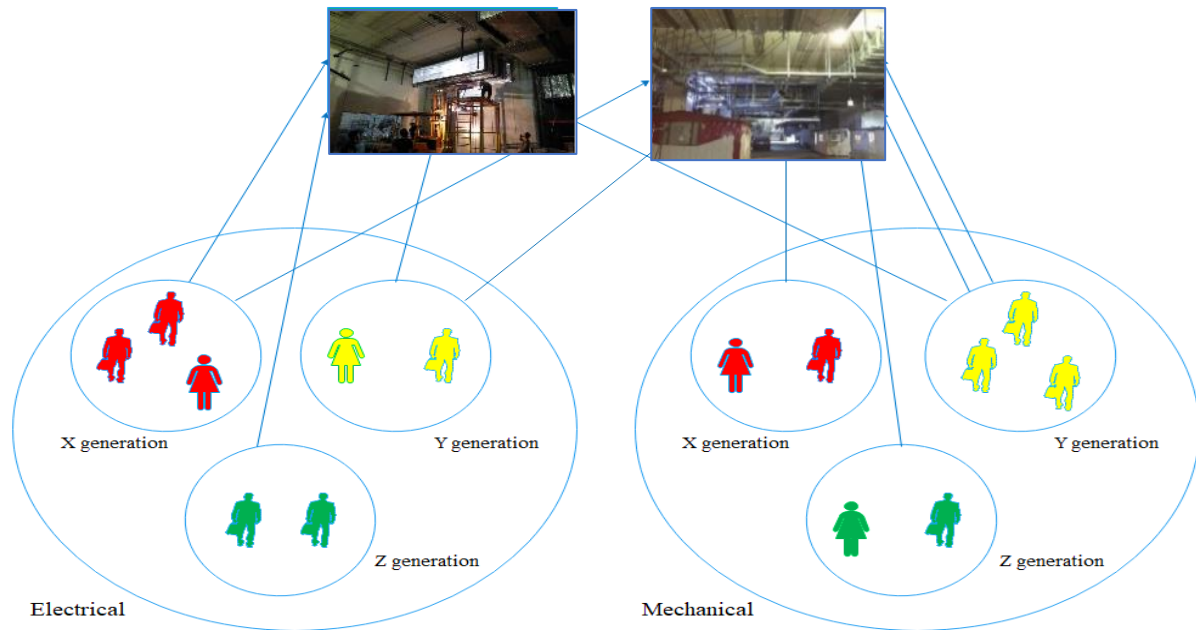 X generation
Y generation
Z generation
Electrical
X generation
Y generation
Z generation
Mechanical